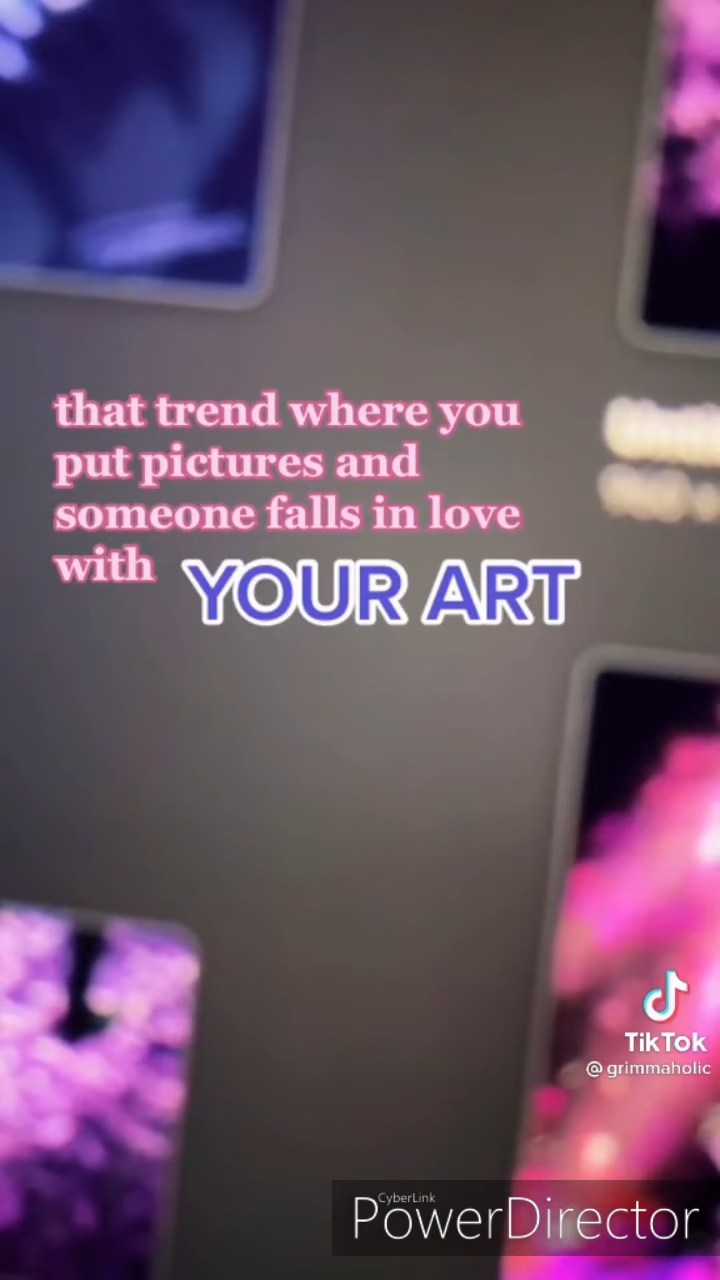 that trend where you
put pictures and
someone falls in love
with YOUR ART
TikTok
@grimmaholic
CyberLink
PowerDirector